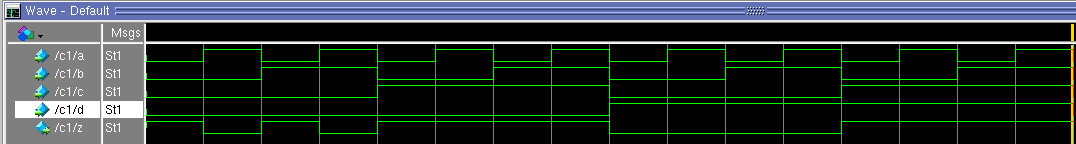 Wave - Default
Msgs
/c1/a St1
/c1/b St1
/c1/c St1
/c1/d St1
/c1/z St1